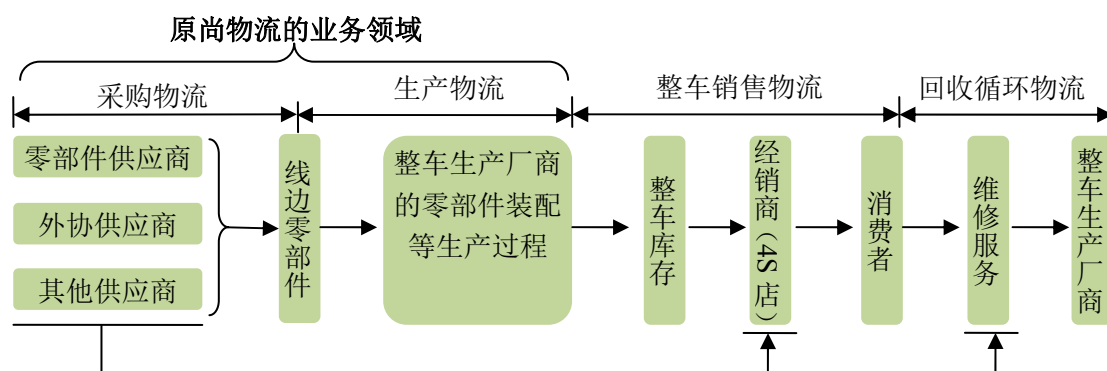 原尚物流的业务领域
采购物流
生产物流
整车销售物流
回收循环物流
零部件供应商
外协供应商
其他供应商
线边零部件
整车生产厂商
的零部件装配
等生产过程
整车库存
经销商（4S店）
消费者
维修服务
整车生产厂商